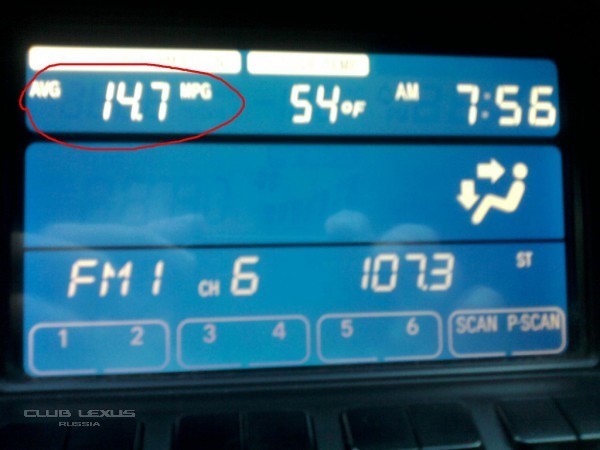 AVG 14.7 MPG 54°F AM 7:56
FM1 CH 6 107.3 ST
1 2 3 4 5 6 SCAN P·SCAN
CLUB LEXUS
RUSSIA